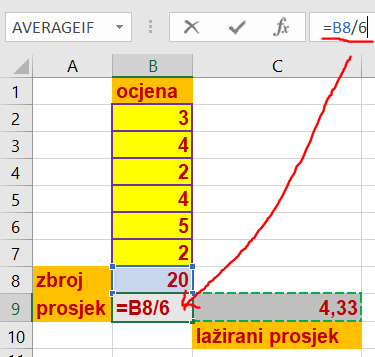 AVERAGEIF =B8/6
A B C
1 ocjena
2 3
3 4
4 2
5 4
6 5
7 2
8 zbroj 20
9 prosjek =B8/6 4,33
10 lažirani prosjek